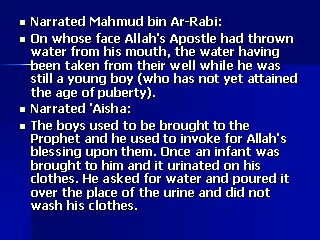 Narrated Mahmud bin Ar-Rabi:
On whose face Allah's Apostle had thrown
water from his mouth, the water having
been taken from their well while he was
still a young boy (who has not yet attained
the age of puberty).
Narrated 'Aisha:
The boys used to be brought to the
Prophet and he used to invoke for Allah's
blessing upon them. Once an infant was
brought to him and it urinated on his
clothes. He asked for water and poured it
over the place of the urine and did not
wash his clothes.